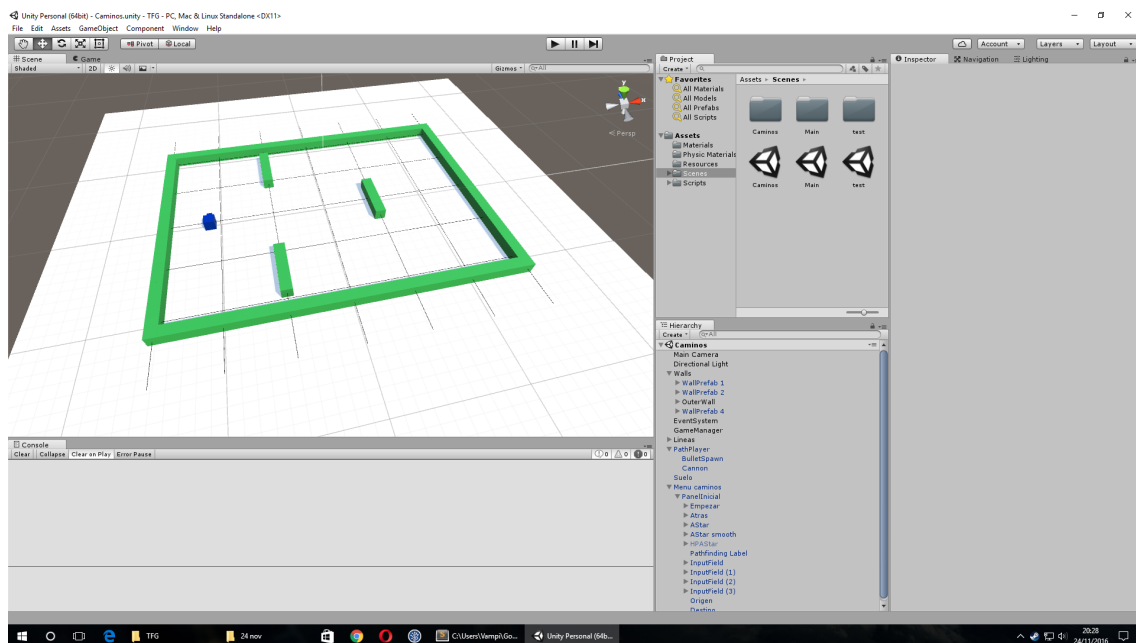 Unity Personal (64bit) - Caminos.unity - TFG - PC, Mac & Linux Standalone <DX11>
File Edit Assets GameObject Component Window Help
Pivot Local
Account Layers Layout
Scene Game
Shaded 2D Gizmos All
y
x
Persp
Project
Create
Favorites
All Materials
All Models
All Prefabs
All Scripts
Assets
Materials
Physic Materials
Resources
Scenes
Scripts
Assets Scenes
Caminos Main test
Caminos Main test
Inspector Navigation Lighting
Hierarchy
Create All
Caminos
Main Camera
Directional Light
Walls
WallPrefab 1
WallPrefab 2
OuterWall
WallPrefab 4
EventSystem
GameManager
Lineas
PathPlayer
BulletSpawn
Cannon
Suelo
Menu caminos
PanelInicial
Empezar
Atras
AStar
AStar smooth
HPAStar
Pathfinding Label
InputField
InputField (1)
InputField (2)
InputField (3)
Origen
Destino
Console
Clear Collapse Clear on Play Error Pause 0 0 0
TFG 24 nov C:\Users\Vampi\Go... Unity Personal (64b...
20:28
24/11/2016